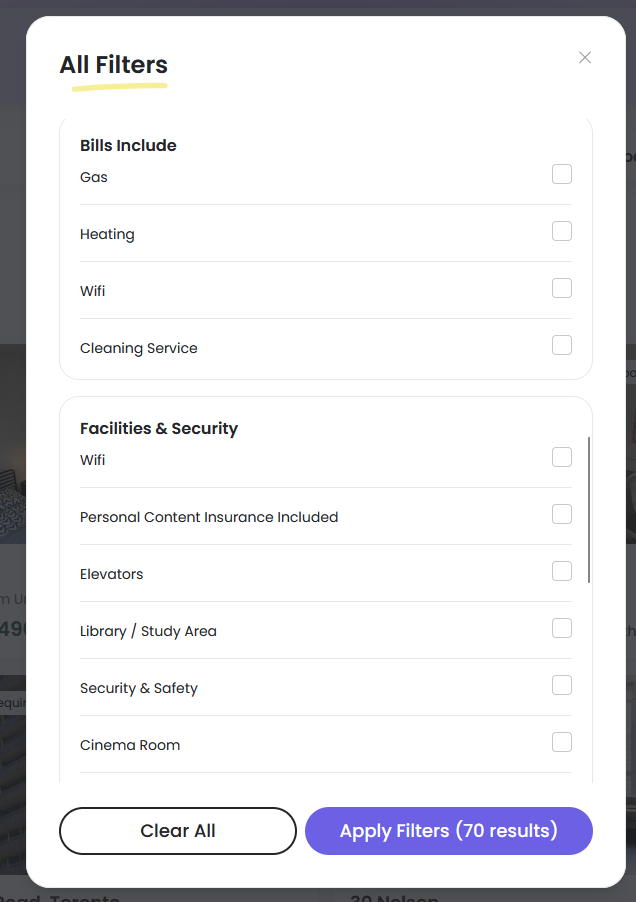 All Filters
Bills Include
Gas
Heating
Wifi
Cleaning Service
Facilities & Security
Wifi
Personal Content Insurance Included
Elevators
Library / Study Area
Security & Safety
Cinema Room
Clear All
Apply Filters (70 results)